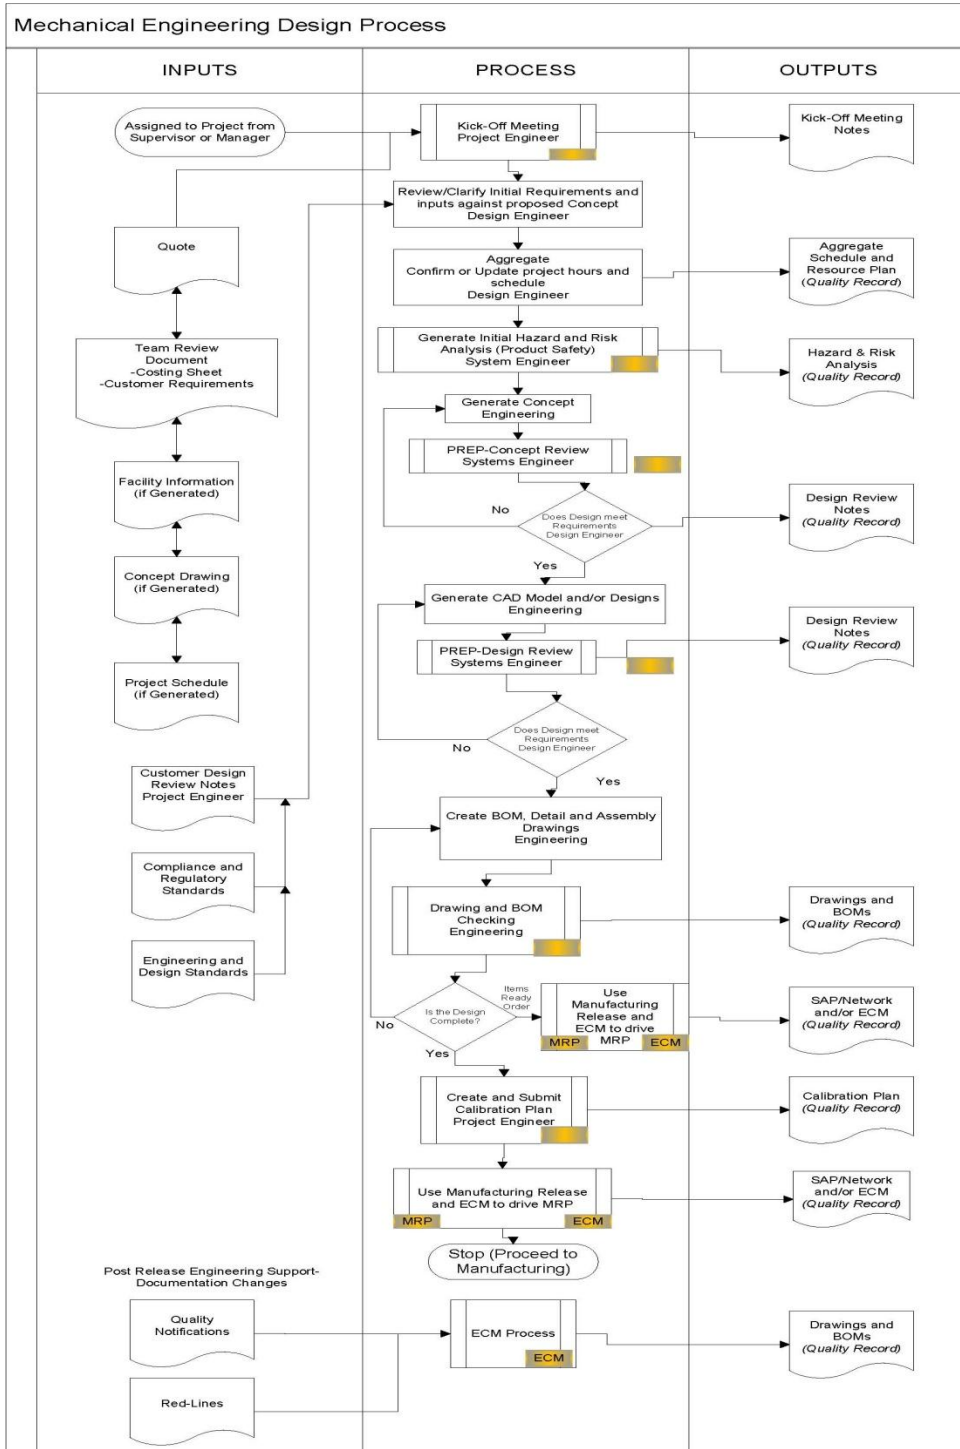 Mechanical Engineering Design Process
INPUTS
PROCESS
OUTPUTS
Assigned to Project from
Supervisor or Manager
Kick-Off Meeting
Project Engineer
Kick-Off Meeting
Notes
Review/Clarify Initial Requirements and
inputs against proposed Concept
Design Engineer
Quote
Aggregate
Confirm or Update project hours and
schedule
Design Engineer
Aggregate
Schedule and
Resource Plan
(Quality Record)
Team Review
Document
-Costing Sheet
-Customer Requirements
Generate Initial Hazard and Risk
Analysis (Product Safety)
System Engineer
Hazard & Risk
Analysis
(Quality Record)
Generate Concept
Engineering
PREP-Concept Review
Systems Engineer
Facility Information
(if Generated)
No
Does Design meet
Requirements
Design Engineer
Design Review
Notes
(Quality Record)
Yes
Concept Drawing
(if Generated)
Generate CAD Model and/or Designs
Engineering
PREP-Design Review
Systems Engineer
Design Review
Notes
(Quality Record)
Project Schedule
(if Generated)
Does Design meet
Requirements
Design Engineer
No
Yes
Customer Design
Review Notes
Project Engineer
Create BOM, Detail and Assembly
Drawings
Engineering
Compliance and
Regulatory
Standards
Drawing and BOM
Checking
Engineering
Drawings and
BOMs
(Quality Record)
Engineering and
Design Standards
Is the Design
Complete?
No
Yes
Items
Ready
Order
Use
Manufacturing
Release and
ECM to drive
MRP
MRP
ECM
SAP/Network
and/or ECM
(Quality Record)
Create and Submit
Calibration Plan
Project Engineer
Calibration Plan
(Quality Record)
Use Manufacturing Release
and ECM to drive MRP
MRP
ECM
SAP/Network
and/or ECM
(Quality Record)
Stop (Proceed to
Manufacturing)
Post Release Engineering Support-
Documentation Changes
Quality
Notifications
ECM Process
ECM
Drawings and
BOMs
(Quality Record)
Red-Lines